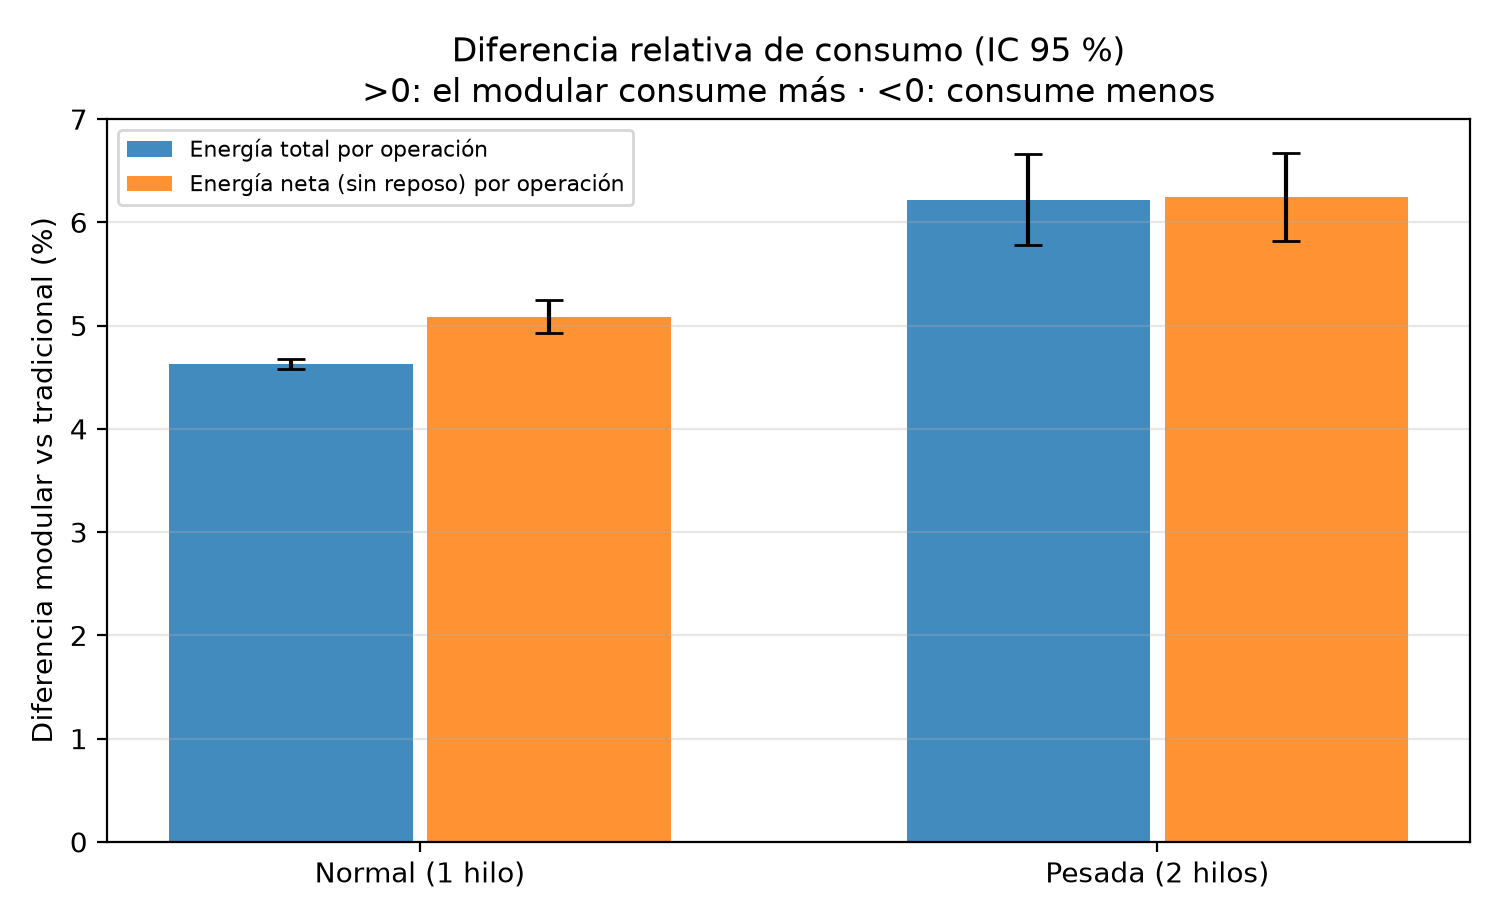 Diferencia relativa de consumo (IC 95 %)
>0: el modular consume más · <0: consume menos
Energía total por operación
Energía neta (sin reposo) por operación
Diferencia modular vs tradicional (%)
7
6
5
4
3
2
1
0
Normal (1 hilo)
Pesada (2 hilos)